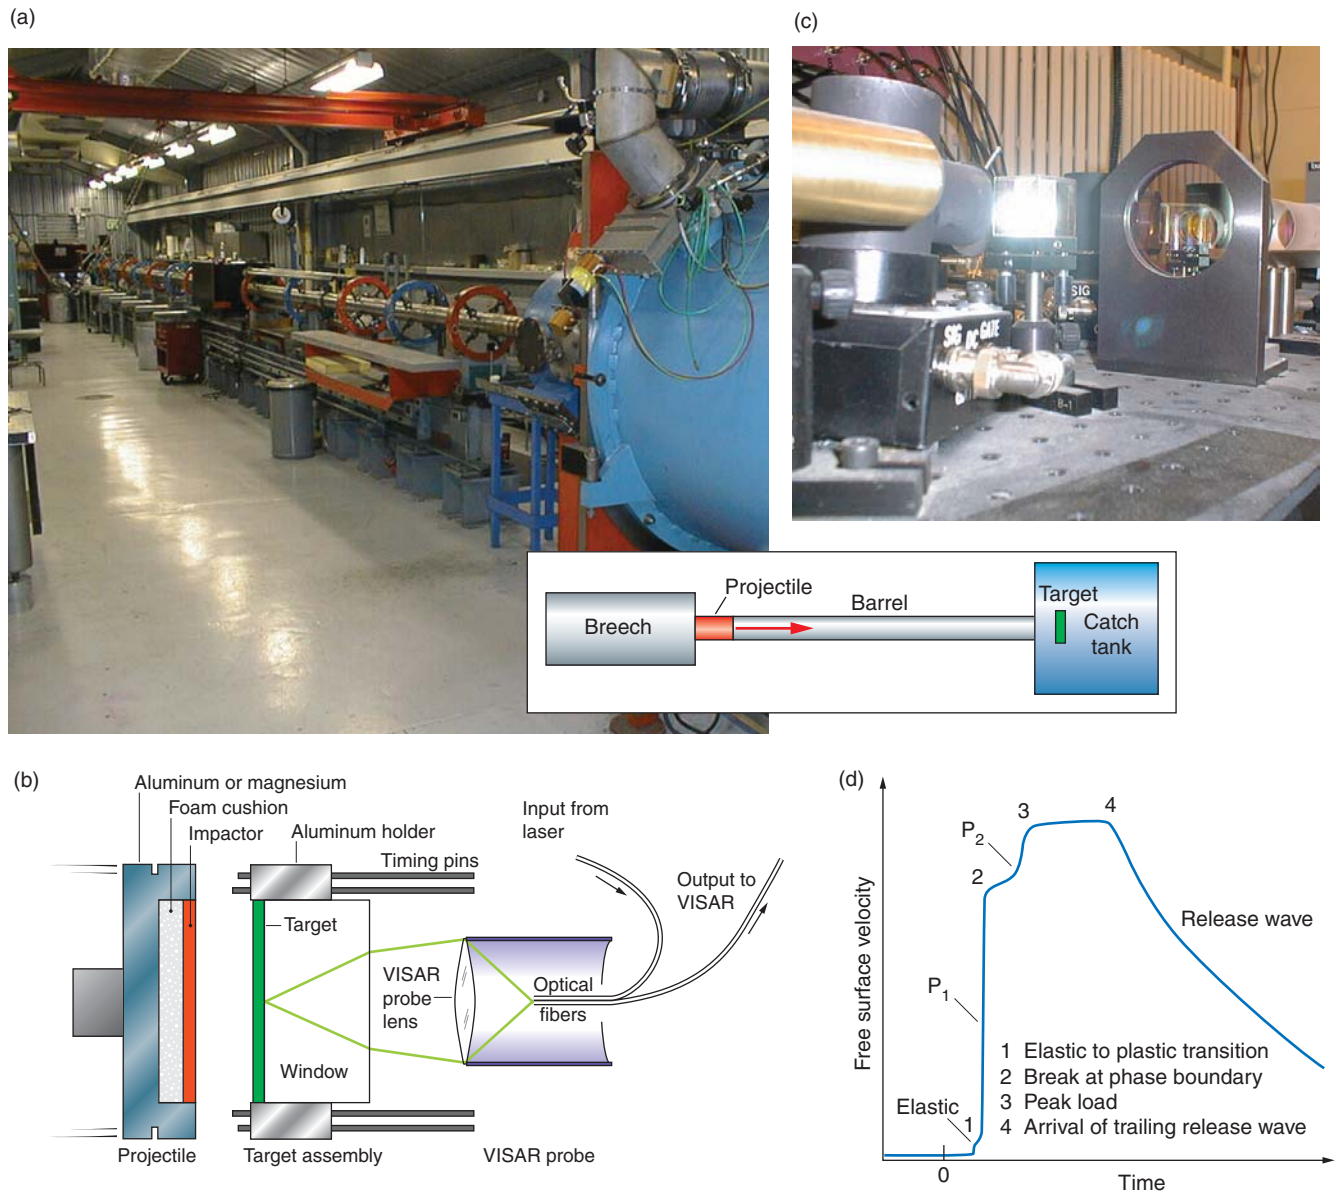 (a)
(c)
SIG
SIG DC GATE
B-1
Projectile
Barrel
Breech
Target
Catch
tank
(b)
Aluminum or magnesium
Foam cushion
Impactor
Aluminum holder
Timing pins
Input from
laser
Output to
VISAR
Target
VISAR
probe
lens
Optical
fibers
Window
Projectile
Target assembly
VISAR probe
(d)
Free surface velocity
3
4
P2
2
Release wave
P1
1 Elastic to plastic transition
2 Break at phase boundary
3 Peak load
4 Arrival of trailing release wave
Elastic
1
0
Time